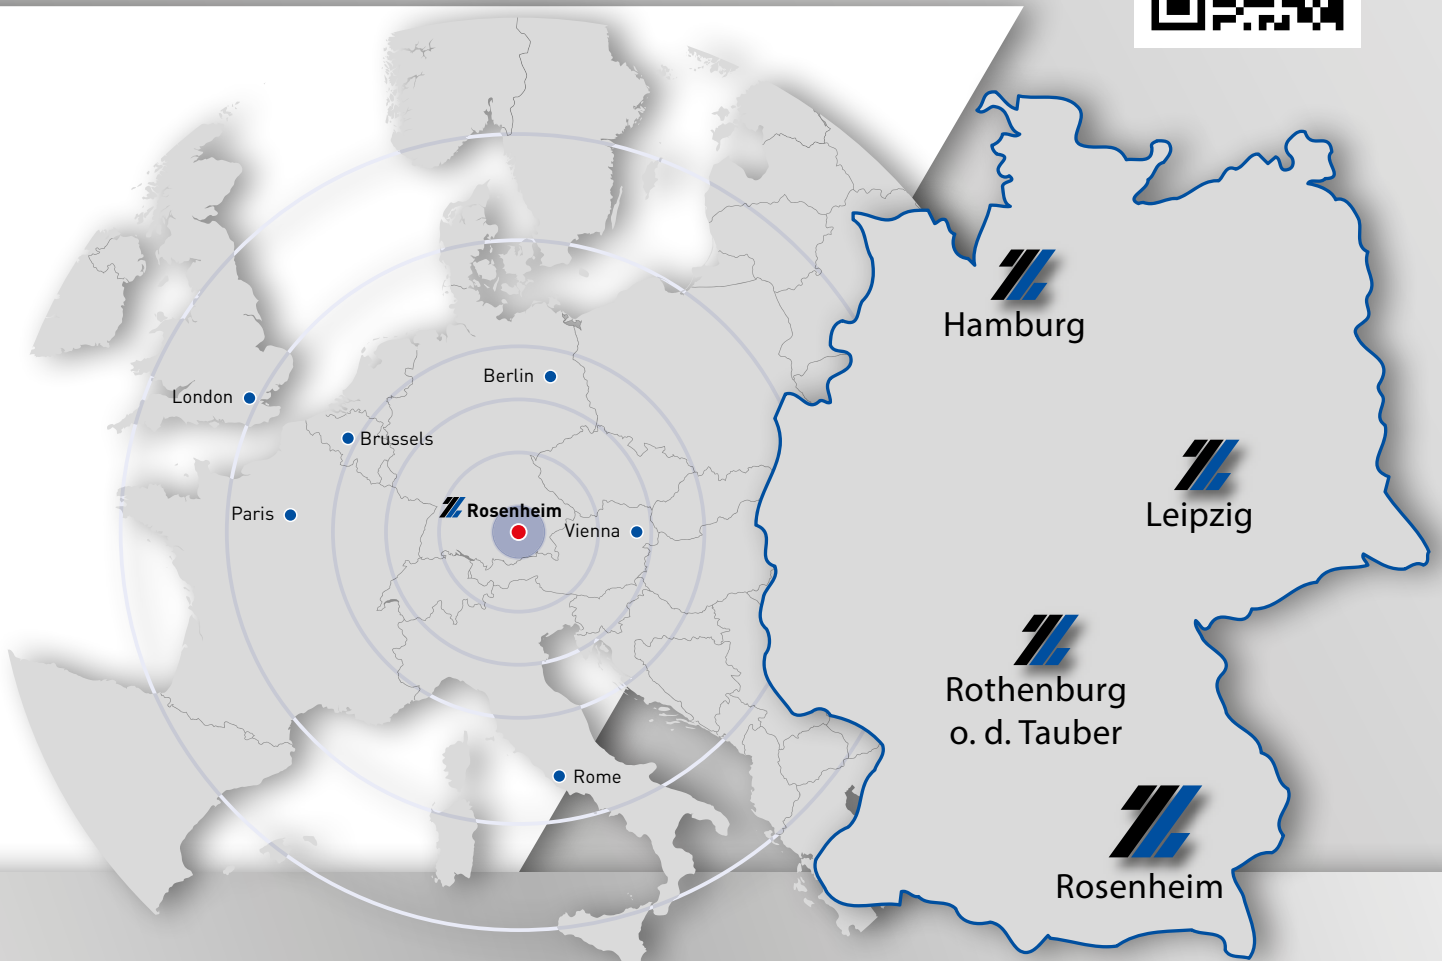 London
Berlin
Brussels
Paris
Rosenheim
Vienna
Rome
Hamburg
Leipzig
Rothenburg
o. d. Tauber
Rosenheim